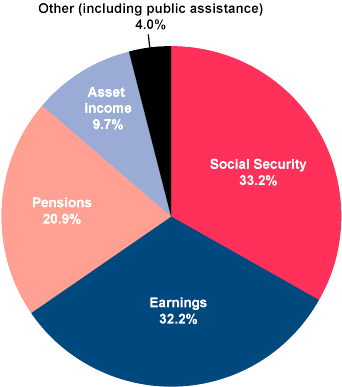 Other (including public assistance)
4.0%
Asset
income
9.7%
Social Security
33.2%
Pensions
20.9%
Earnings
32.2%